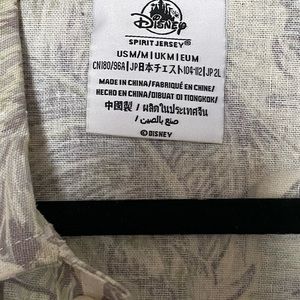 Disney
SPIRIT JERSEY®
US M/M | UK M | EU M
CN180/96A | JP日本チェスト104-112 | JP 2L
MADE IN CHINA/FABRIQUÉ EN CHINE/
HECHO EN CHINA/DIBUAT DI TIONGKOK/
中國製 / ผลิตในประเทศจีน
صنع بالصين /
©DISNEY